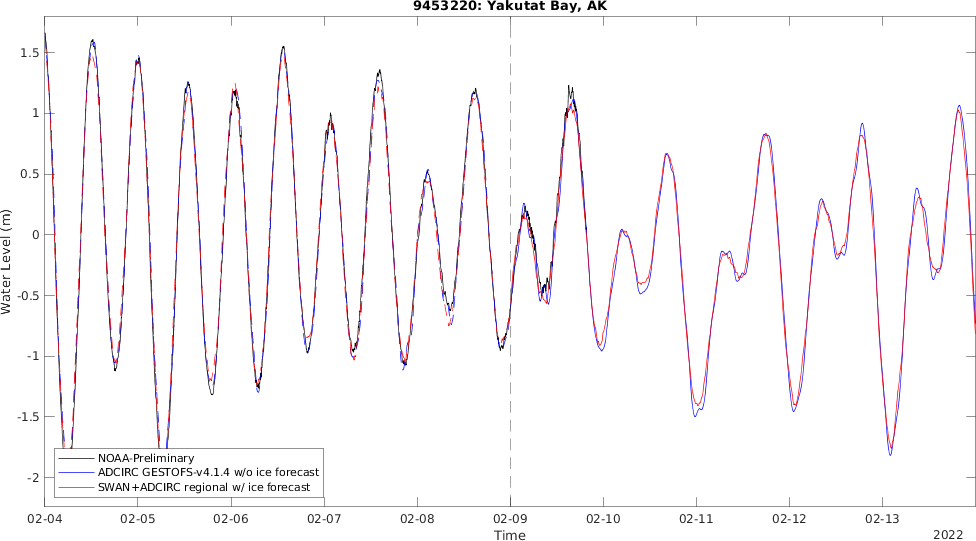 9453220: Yakutat Bay, AK
Water Level (m)
1.5
1
0.5
0
-0.5
-1
-1.5
-2
NOAA-Preliminary
ADCIRC GESTOFS-v4.1.4 w/o ice forecast
SWAN+ADCIRC regional w/ ice forecast
02-04 02-05 02-06 02-07 02-08 02-09 02-10 02-11 02-12 02-13
Time
2022